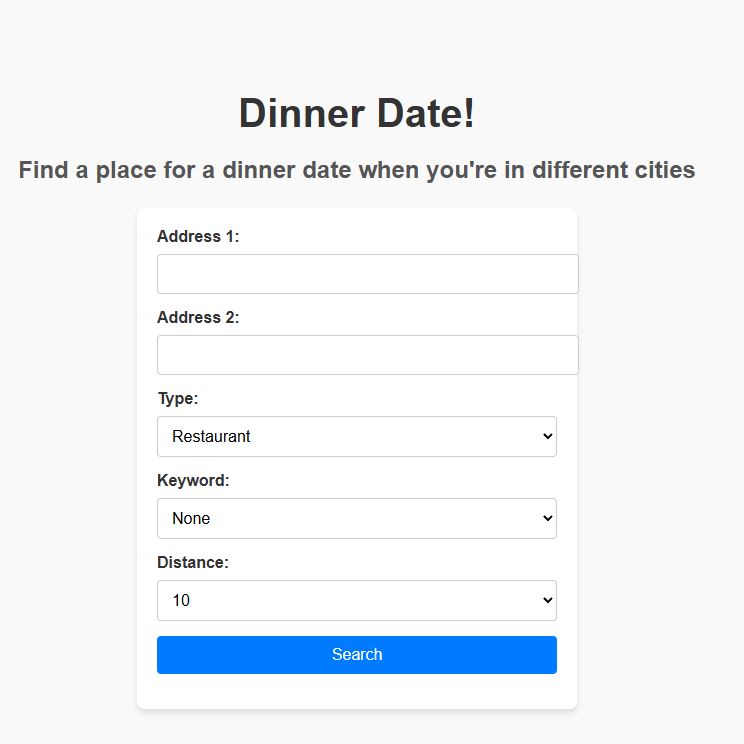 Dinner Date!
Find a place for a dinner date when you're in different cities
Address 1:
Address 2:
Type:
Restaurant
Keyword:
None
Distance:
10
Search